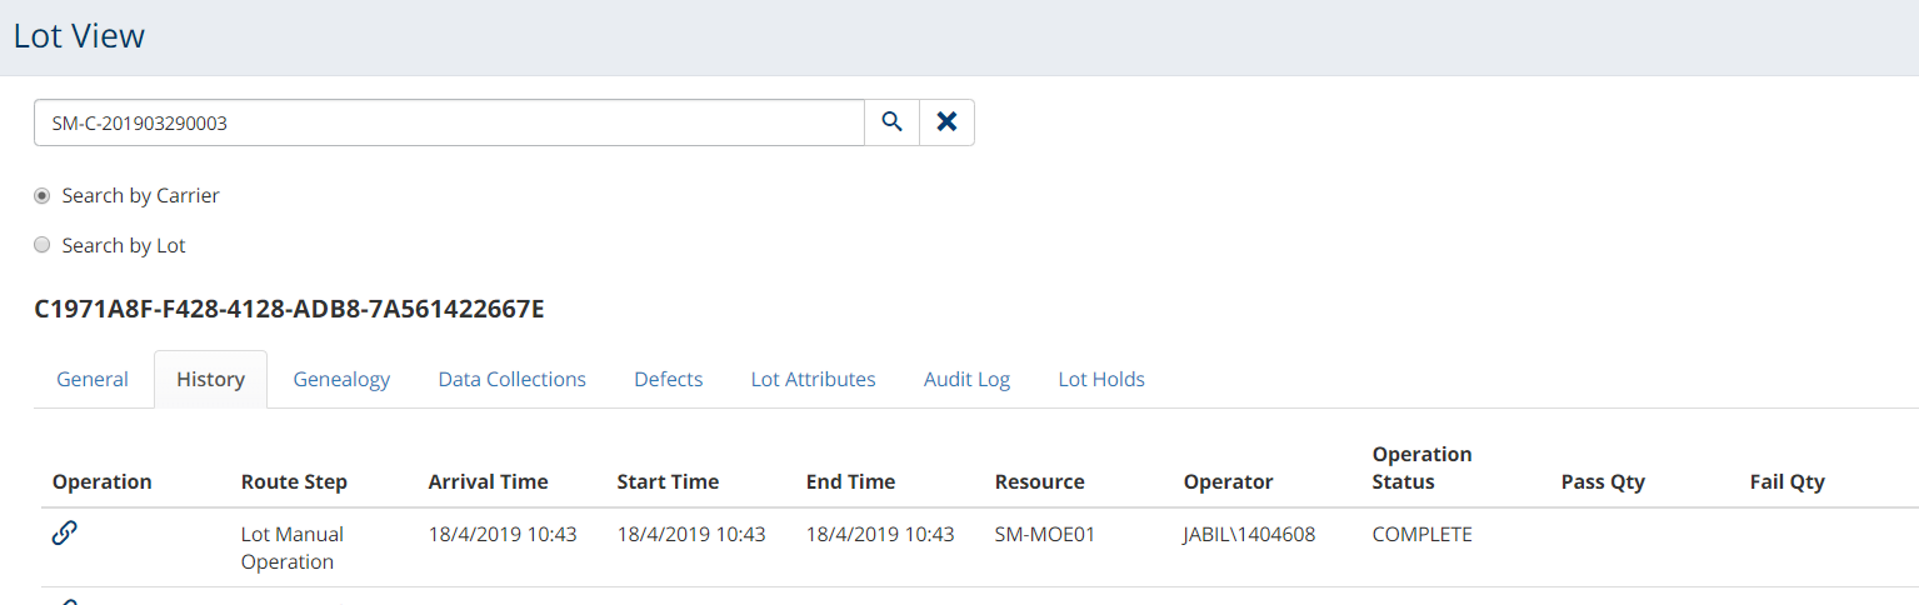 Lot View
SM-C-201903290003
Search by Carrier
Search by Lot
C1971A8F-F428-4128-ADB8-7A561422667E
General History Genealogy Data Collections Defects Lot Attributes Audit Log Lot Holds
Operation Route Step Arrival Time Start Time End Time Resource Operator Operation Status Pass Qty Fail Qty
Lot Manual Operation 18/4/2019 10:43 18/4/2019 10:43 18/4/2019 10:43 SM-MOE01 JABIL\1404608 COMPLETE